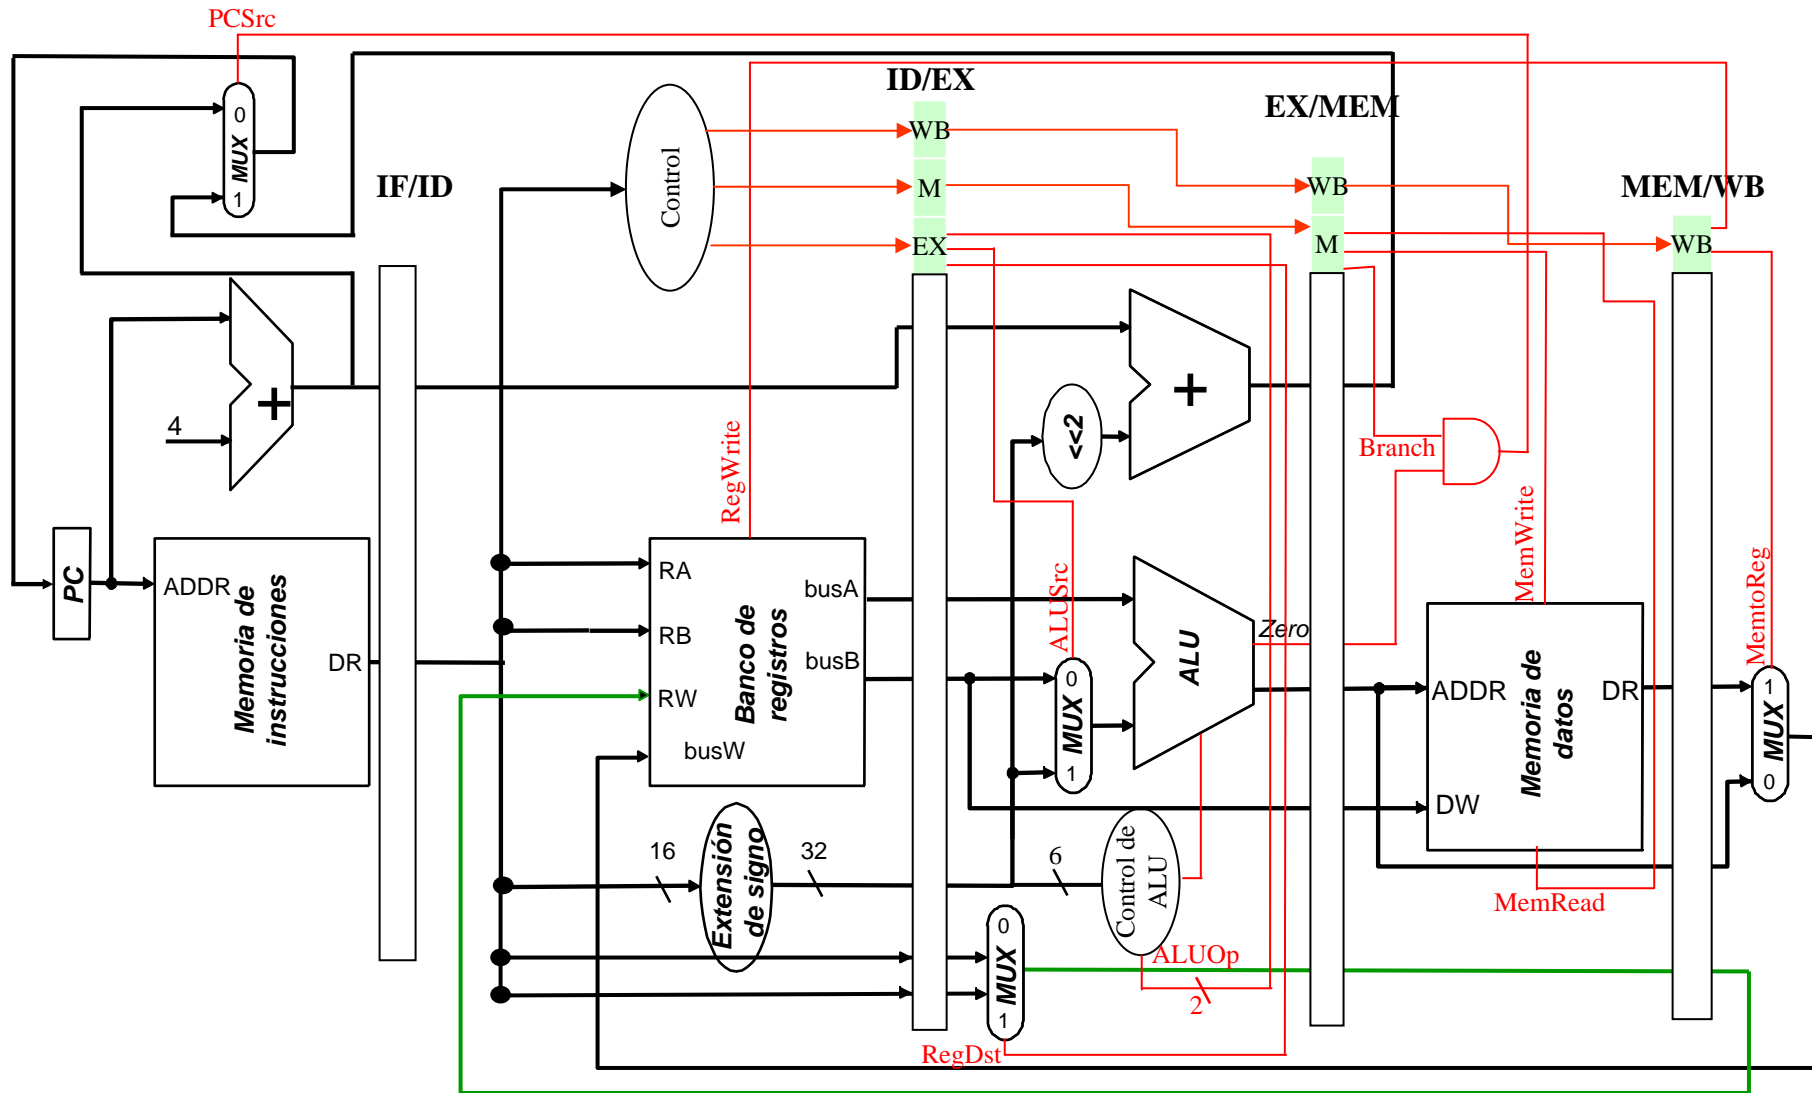 PCSrc
ID/EX
EX/MEM
IF/ID
MEM/WB
0
MUX
1
Control
WB
M
EX
WB
M
WB
+
4
+
<<2
RegWrite
Branch
MemWrite
MemtoReg
PC
ADDR
Memoria de
instrucciones
DR
RA
RB
RW
busW
Banco de
registros
busA
busB
ALUSrc
0
MUX
1
ALU
Zero
ADDR
DW
Memoria de
datos
DR
1
MUX
0
16
Extensión
de signo
32
6
Control de
ALU
MemRead
0
MUX
1
ALUOp
2
RegDst